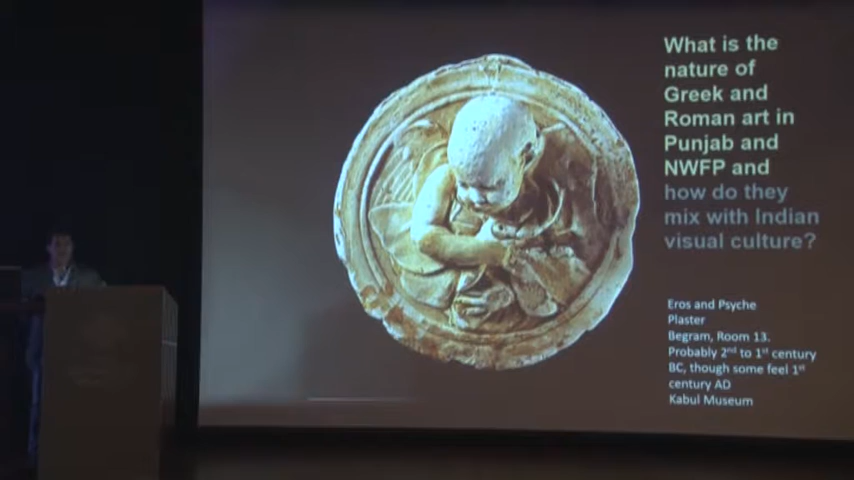 What is the
nature of
Greek and
Roman art in
Punjab and
NWFP and
how do they
mix with Indian
visual culture?
Eros and Psyche
Plaster
Begram, Room 13.
Probably 2nd to 1st century
BC, though some feel 1st
century AD
Kabul Museum